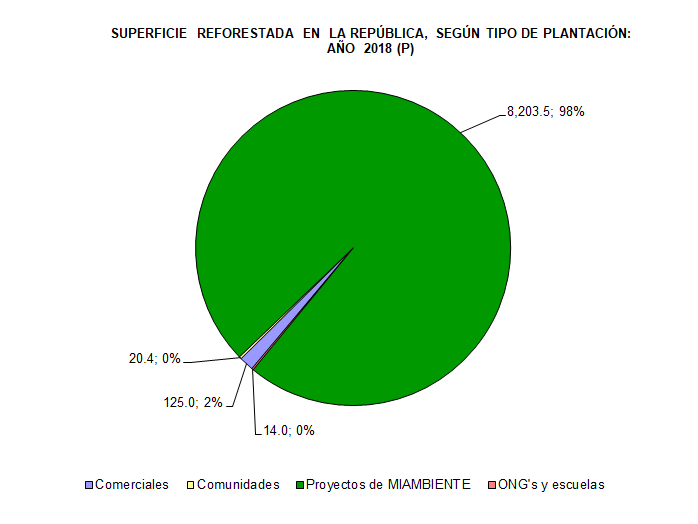 SUPERFICIE REFORESTADA EN LA REPÚBLICA, SEGÚN TIPO DE PLANTACIÓN:
AÑO 2018 (P)
8,203.5; 98%
20.4; 0%
125.0; 2%
14.0; 0%
Comerciales Comunidades Proyectos de MIAMBIENTE ONG's y escuelas